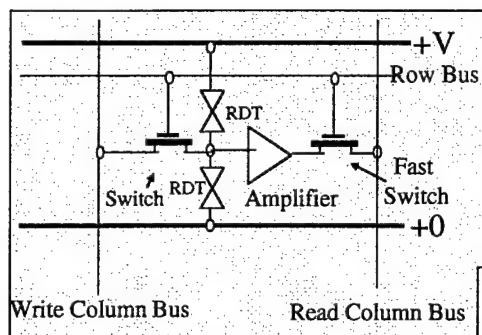 +V
Row Bus
RDT
Switch
RDT
Amplifier
Fast
Switch
+0
Write Column Bus
Read Column Bus